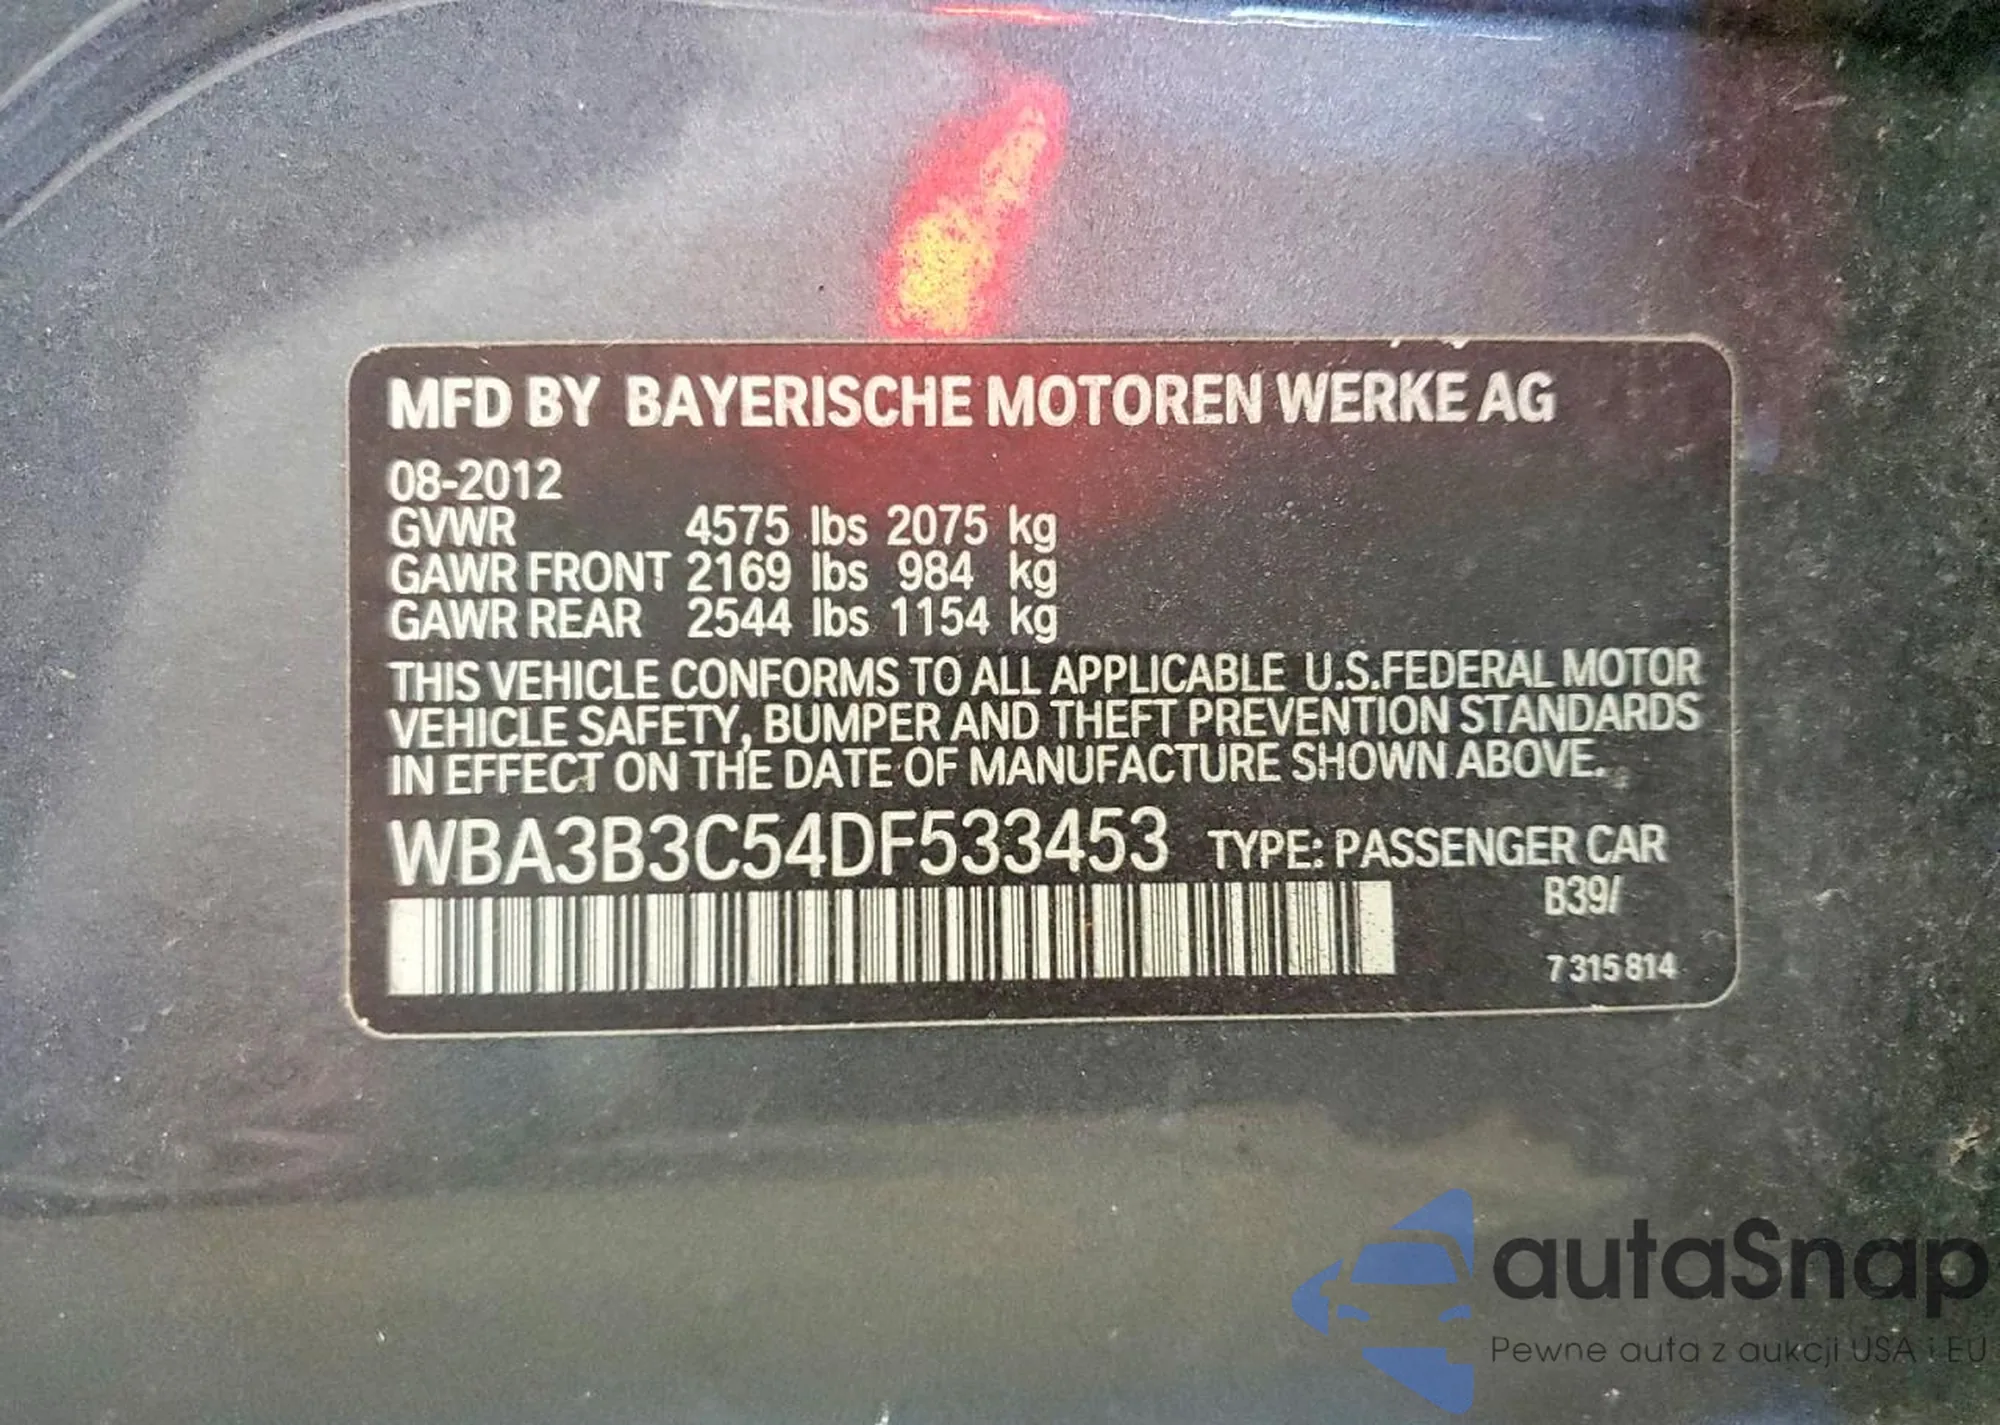 MFD BY BAYERISCHE MOTOREN WERKE AG
08-2012
GVWR 4575 lbs 2075 kg
GAWR FRONT 2169 lbs 984 kg
GAWR REAR 2544 lbs 1154 kg
THIS VEHICLE CONFORMS TO ALL APPLICABLE U.S.FEDERAL MOTOR
VEHICLE SAFETY, BUMPER AND THEFT PREVENTION STANDARDS
IN EFFECT ON THE DATE OF MANUFACTURE SHOWN ABOVE.
WBA3B3C54DF533453 TYPE: PASSENGER CAR
B39/
7 315 814
autaSnap
Pewne auta z aukcji USA i EU